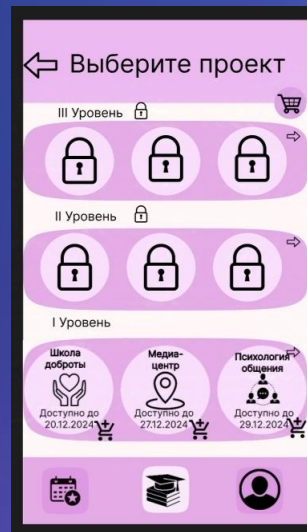 Выберите проект
III Уровень
II Уровень
I Уровень
Школа
доброты
Доступно до
20.12.2024
Медиа-
центр
Доступно до
27.12.2024
Психология
общения
Доступно до
29.12.2024